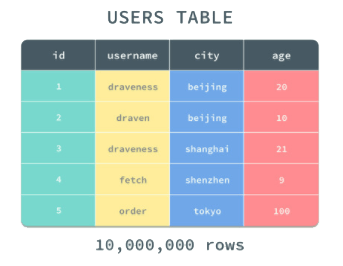 USERS TABLE
id username city age
1 draveness beijing 20
2 draven beijing 10
3 draveness shanghai 21
4 fetch shenzhen 9
5 order tokyo 100
10,000,000 rows